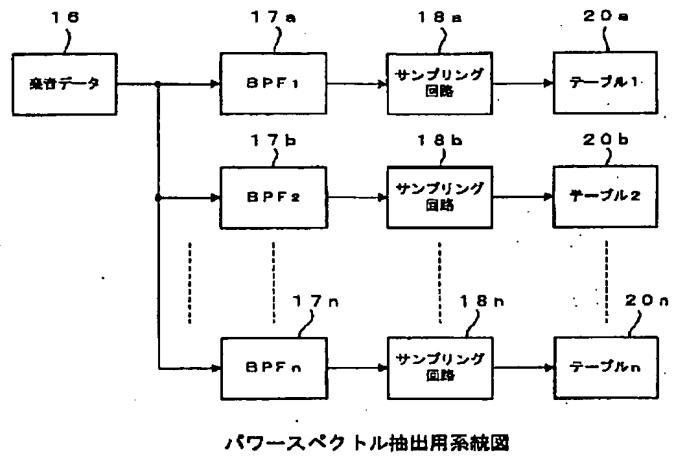 16
17a
18a
20a
楽音データ
BPF1
サンプリング
回路
テーブル1
17b
18b
20b
BPF2
サンプリング
回路
テーブル2
17n
18n
20n
BPFn
サンプリング
回路
テーブルn
パワースペクトル抽出用系統図